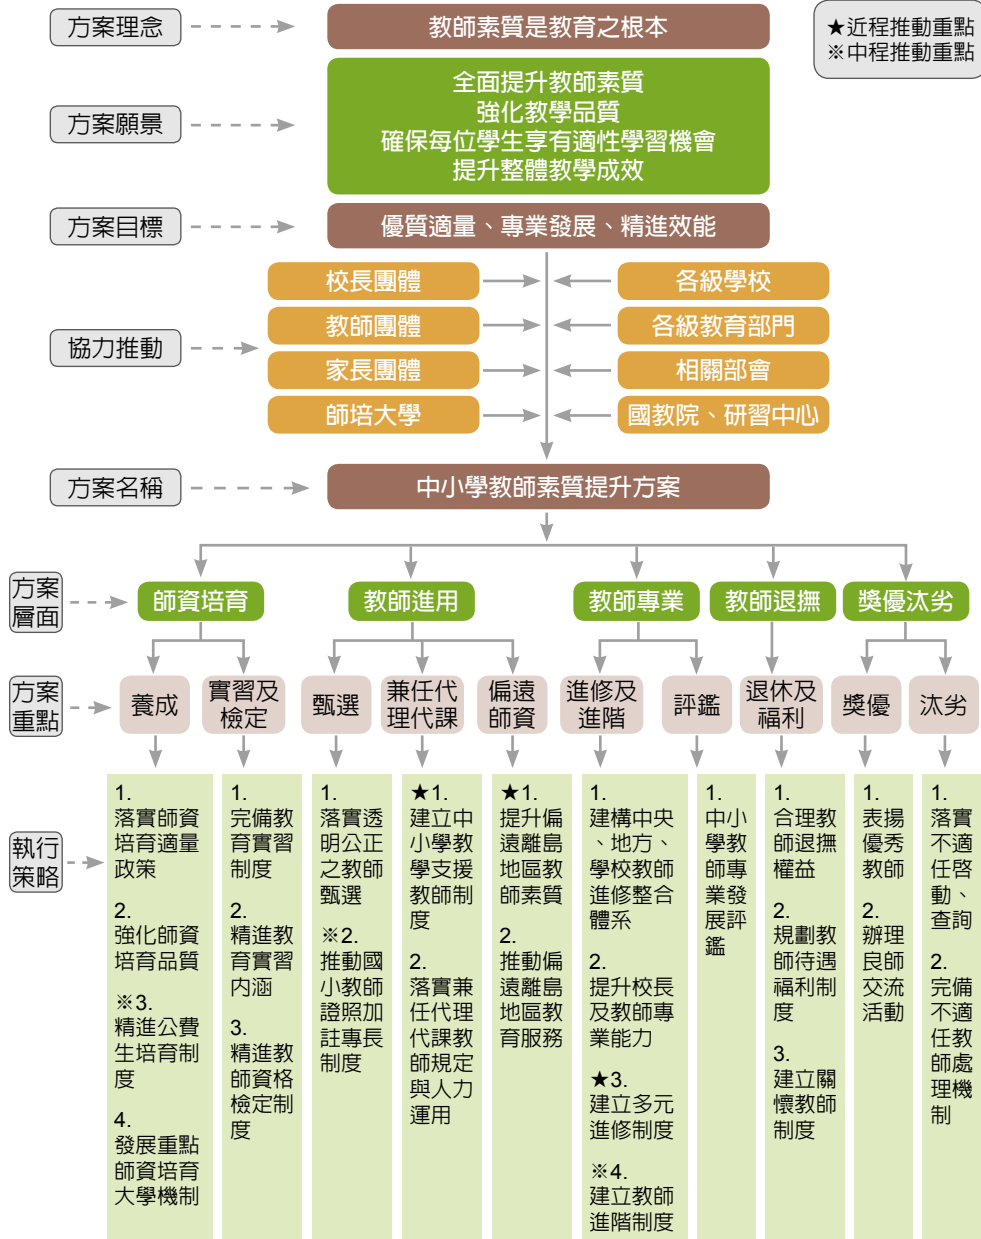 方案理念
教師素質是教育之根本
★近程推動重點
※中程推動重點
方案願景
全面提升教師素質
強化教學品質
確保每位學生享有適性學習機會
提升整體教學成效
方案目標
優質適量、專業發展、精進效能
協力推動
校長團體
各級學校
教師團體
各級教育部門
家長團體
相關部會
師培大學
國教院、研習中心
方案名稱
中小學教師素質提升方案
方案
層面
師資培育
教師進用
教師專業
教師退撫
獎優汰劣
方案
重點
養成
實習及
檢定
甄選
兼任代
理代課
偏遠
師資
進修及
進階
評鑑
退休及
福利
獎優
汰劣
執行
策略
1.
落實師資
培育適量
政策
2.
強化師資
培育品質
※3.
精進公費
生培育制
度
4.
發展重點
師資培育
大學機制
1.
完備教
育實習
制度
2.
精進教
育實習
內涵
3.
精進教
師資格
檢定制
度
1.
落實透
明公正
之教師
甄選
※2.
推動國
小教師
證照加
註專長
制度
★1.
建立中
小學教
學支援
教師制
度
2.
落實兼
任代理
代課教
師規定
與人力
運用
★1.
提升偏
遠離島
地區教
師素質
2.
推動偏
遠離島
地區教
育服務
1.
建構中央
、地方、
學校教師
進修整合
體系
2.
提升校長
及教師專
業能力
★3.
建立多元
進修制度
※4.
建立教師
進階制度
1.
中小
學教
師專
業發
展評
鑑
1.
合理教
師退撫
權益
2.
規劃教
師待遇
福利制
度
3.
建立關
懷教師
制度
1.
表揚
優秀
教師
2.
辦理
良師
交流
活動
1.
落實
不適
任啓
動、
查詢
2.
完備
不適
任教
師處
理機
制